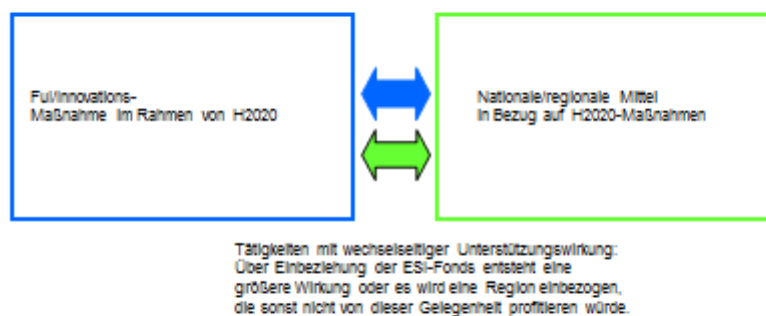 FuI/Innovations-
Maßnahme im Rahmen von H2020
Nationale/regionale Mittel
in Bezug auf H2020-Maßnahmen
Tätigkeiten mit wechselseitiger Unterstützungswirkung:
Über Einbeziehung der ESI-Fonds entsteht eine
größere Wirkung oder es wird eine Region einbezogen,
die sonst nicht von dieser Gelegenheit profitieren würde.